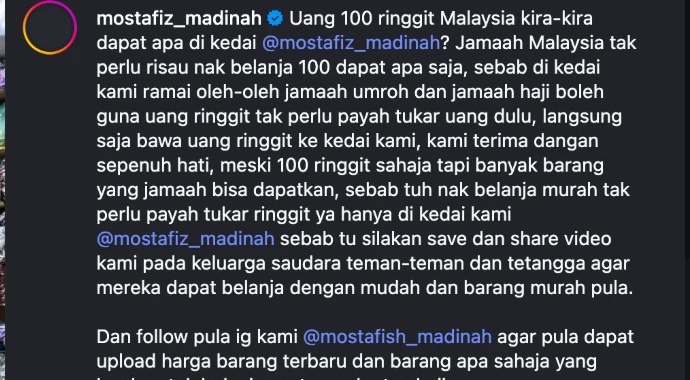 mostafiz_madinah Uang 100 ringgit Malaysia kira-kira
dapat apa di kedai @mostafiz_madinah? Jamaah Malaysia tak
perlu risau nak belanja 100 dapat apa saja, sebab di kedai
kami ramai oleh-oleh jamaah umroh dan jamaah haji boleh
guna uang ringgit tak perlu payah tukar uang dulu, langsung
saja bawa uang ringgit ke kedai kami, kami terima dangan
sepenuh hati, meski 100 ringgit sahaja tapi banyak barang
yang jamaah bisa dapatkan, sebab tuh nak belanja murah tak
perlu payah tukar ringgit ya hanya di kedai kami
@mostafiz_madinah sebab tu silakan save dan share video
kami pada keluarga saudara teman-teman dan tetangga agar
mereka dapat belanja dengan mudah dan barang murah pula.
Dan follow pula ig kami @mostafish_madinah agar pula dapat
upload harga barang terbaru dan barang apa sahaja yang